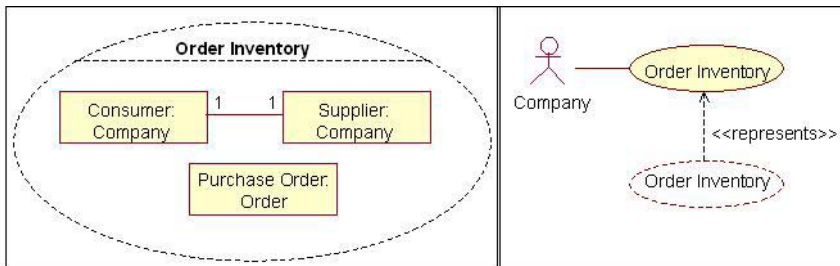 Order Inventory
Consumer:
Company
1
1
Supplier:
Company
Purchase Order:
Order
Company
Order Inventory
<<represents>>
Order Inventory